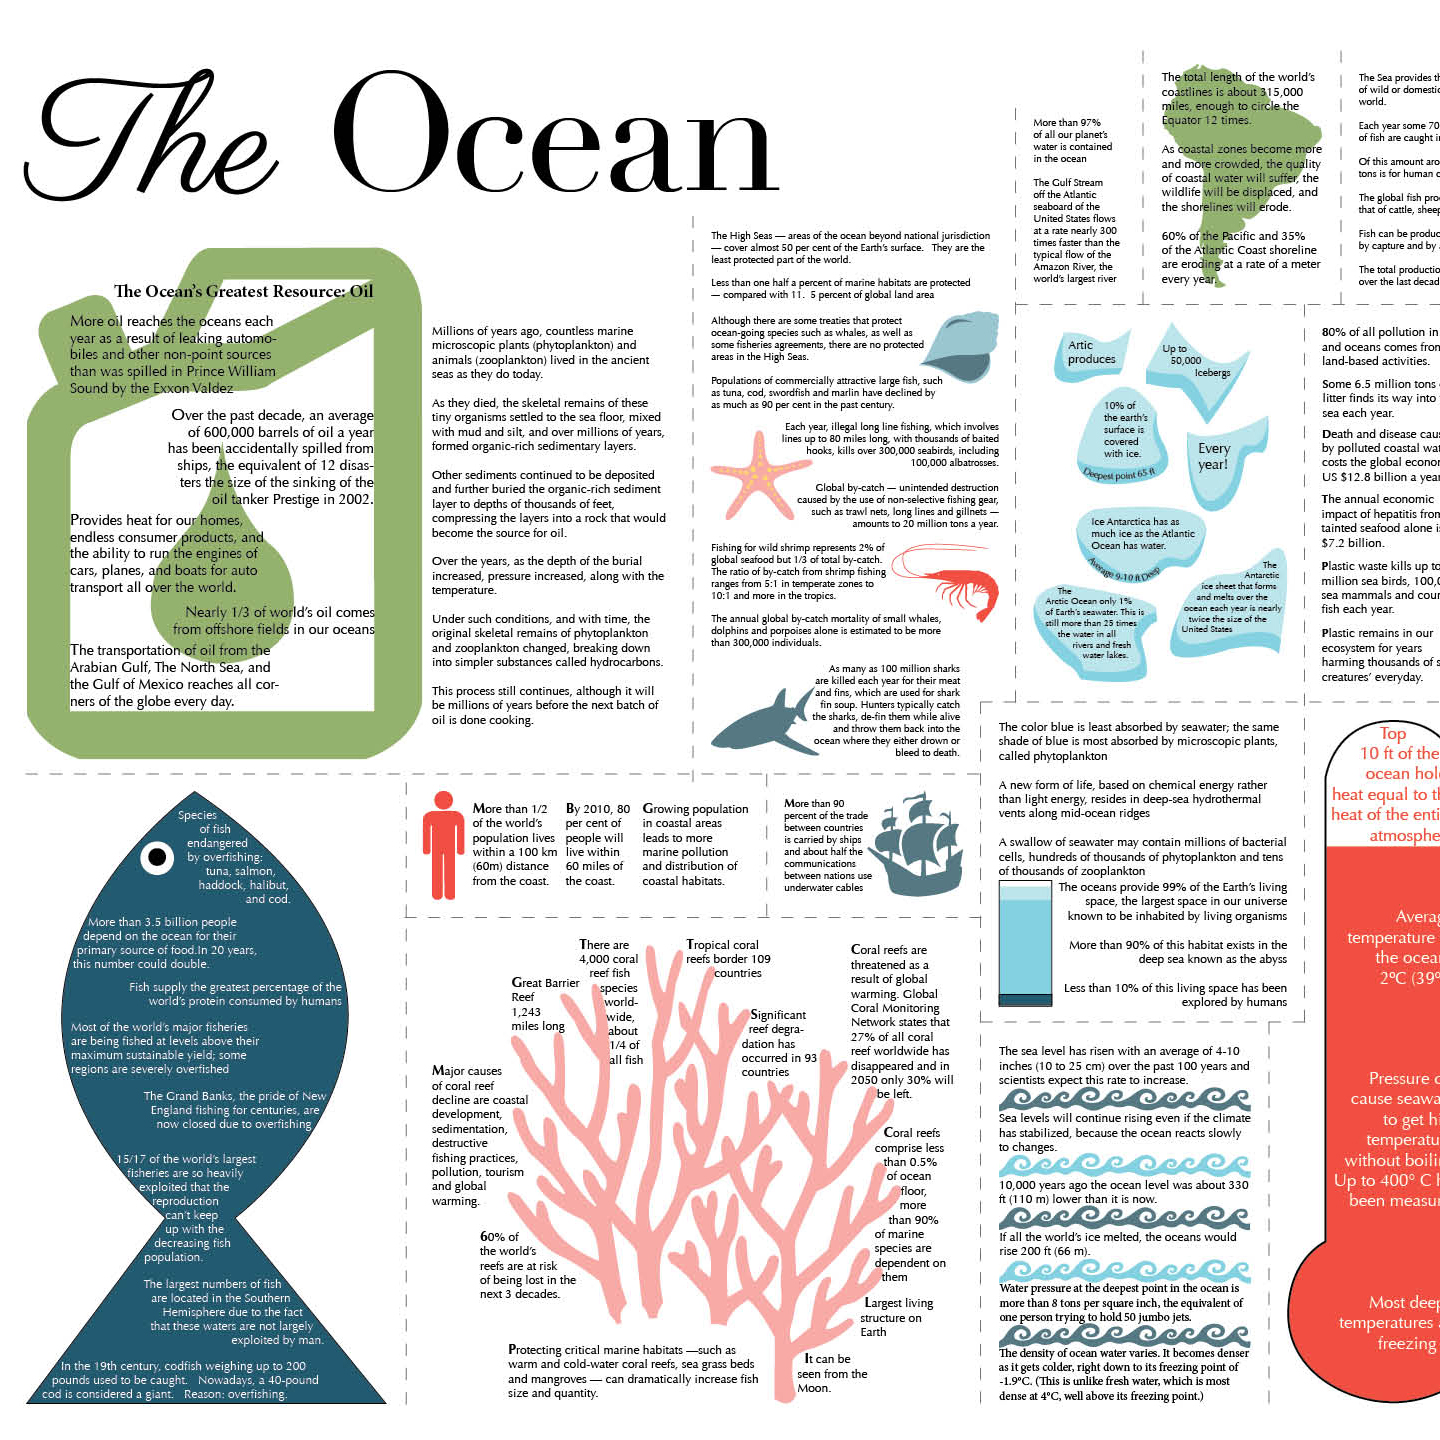 The Ocean
The Ocean's Greatest Resource: Oil
More oil reaches the oceans each
year as a result of leaking automo-
biles and other non-point sources
than was spilled in Prince William
Sound by the Exxon Valdez
Over the past decade, an average
of 600,000 barrels of oil a year
has been accidentally spilled from
ships, the equivalent of 12 disas-
ters the size of the sinking of the
oil tanker Prestige in 2002.
Provides heat for our homes,
endless consumer products, and
the ability to run the engines of
cars, planes, and boats for auto
transport all over the world.
Nearly 1/3 of world's oil comes
from offshore fields in our oceans
The transportation of oil from the
Arabian Gulf, The North Sea, and
the Gulf of Mexico reaches all cor-
ners of the globe every day.
Millions of years ago, countless marine
microscopic plants (phytoplankton) and
animals (zooplankton) lived in the ancient
seas as they do today.
As they died, the skeletal remains of these
tiny organisms settled to the sea floor, mixed
with mud and silt, and over millions of years,
formed organic-rich sedimentary layers.
Other sediments continued to be deposited
and further buried the organic-rich sediment
layer to depths of thousands of feet,
compressing the layers into a rock that would
become the source for oil.
Over the years, as the depth of the burial
increased, pressure increased, along with the
temperature.
Under such conditions, and with time, the
original skeletal remains of phytoplankton
and zooplankton changed, breaking down
into simpler substances called hydrocarbons.
This process still continues, although it will
be millions of years before the next batch of
oil is done cooking.
The High Seas — areas of the ocean beyond national jurisdiction
— cover almost 50 per cent of the Earth's surface. They are the
least protected part of the world.
Less than one half a percent of marine habitats are protected
— compared with 11. 5 percent of global land area
Although there are some treaties that protect
ocean-going species such as whales, as well as
some fisheries agreements, there are no protected
areas in the High Seas.
Populations of commercially attractive large fish, such
as tuna, cod, swordfish and marlin have declined by
as much as 90 per cent in the past century.
Each year, illegal long line fishing, which involves
lines up to 80 miles long, with thousands of baited
hooks, kills over 300,000 seabirds, including
100,000 albatrosses.
Global by-catch — unintended destruction
caused by the use of non-selective fishing gear,
such as trawl nets, long lines and gillnets —
amounts to 20 million tons a year.
Fishing for wild shrimp represents 2% of
global seafood but 1/3 of total by-catch.
The ratio of by-catch from shrimp fishing
ranges from 5:1 in temperate zones to
10:1 and more in the tropics.
The annual global by-catch mortality of small whales,
dolphins and porpoises alone is estimated to be more
than 300,000 individuals.
As many as 100 million sharks
are killed each year for their meat
and fins, which are used for shark
fin soup. Hunters typically catch
the sharks, de-fin them while alive
and throw them back into the
ocean where they either drown or
bleed to death.
More than 97%
of all our planet's
water is contained
in the ocean
The Gulf Stream
off the Atlantic
seaboard of the
United States flows
at a rate nearly 300
times faster than the
typical flow of the
Amazon River, the
world's largest river
The total length of the world's
coastlines is about 315,000
miles, enough to circle the
Equator 12 times.
As coastal zones become more
and more crowded, the quality
of coastal water will suffer, the
wildlife will be displaced, and
the shorelines will erode.
60% of the Pacific and 35%
of the Atlantic Coast shoreline
are eroding at a rate of a meter
every year.
The Sea provides th
of wild or domestic
world.
Each year some 70
of fish are caught in
Of this amount aro
tons is for human c
The global fish proc
that of cattle, sheep
Fish can be produc
by capture and by
The total productio
over the last decad
Artic
produces
Up to
50,000
Icebergs
Every
year!
10% of
the earth's
surface is
covered
with ice.
Deepest point 65 ft
Ice Antarctica has as
much ice as the Atlantic
Ocean has water.
Average 9-10 ft Deep
The
Arctic Ocean only 1%
of Earth's seawater. This is
still more than 25 times
the water in all
rivers and fresh
water lakes.
The
Antarctic
ice sheet that forms
and melts over the
ocean each year is nearly
twice the size of the
United States
80% of all pollution in
and oceans comes from
land-based activities.
Some 6.5 million tons
litter finds its way into
sea each year.
Death and disease caus
by polluted coastal wat
costs the global econom
US $12.8 billion a year
The annual economic
impact of hepatitis from
tainted seafood alone is
$7.2 billion.
Plastic waste kills up to
million sea birds, 100,0
sea mammals and coun
fish each year.
Plastic remains in our
ecosystem for years
harming thousands of s
creatures' everyday.
The color blue is least absorbed by seawater; the same
shade of blue is most absorbed by microscopic plants,
called phytoplankton
A new form of life, based on chemical energy rather
than light energy, resides in deep-sea hydrothermal
vents along mid-ocean ridges
A swallow of seawater may contain millions of bacterial
cells, hundreds of thousands of phytoplankton and tens
of thousands of zooplankton
The oceans provide 99% of the Earth's living
space, the largest space in our universe
known to be inhabited by living organisms
More than 90% of this habitat exists in the
deep sea known as the abyss
Less than 10% of this living space has been
explored by humans
Top
10 ft of the
ocean hol
heat equal to th
heat of the enti
atmosphe
Averag
temperature
the ocea
2ºC (39º
Pressure c
cause seawa
to get hi
temperatu
without boilin
Up to 400º C h
been measur
Most deep
temperatures a
freezing
Species
of fish
endangered
by overfishing:
tuna, salmon,
haddock, halibut,
and cod.
More than 3.5 billion people
depend on the ocean for their
primary source of food.In 20 years,
this number could double.
Fish supply the greatest percentage of the
world's protein consumed by humans
Most of the world's major fisheries
are being fished at levels above their
maximum sustainable yield; some
regions are severely overfished
The Grand Banks, the pride of New
England fishing for centuries, are
now closed due to overfishing
15/17 of the world's largest
fisheries are so heavily
exploited that the
reproduction
can't keep
up with the
decreasing fish
population.
The largest numbers of fish
are located in the Southern
Hemisphere due to the fact
that these waters are not largely
exploited by man.
In the 19th century, codfish weighing up to 200
pounds used to be caught. Nowadays, a 40-pound
cod is considered a giant. Reason: overfishing.
More than 1/2
of the world's
population lives
within a 100 km
(60m) distance
from the coast.
By 2010, 80
per cent of
people will
live within
60 miles of
the coast.
Growing population
in coastal areas
leads to more
marine pollution
and distribution of
coastal habitats.
More than 90
percent of the trade
between countries
is carried by ships
and about half the
communications
between nations use
underwater cables
There are
4,000 coral
reef fish
species
world-
wide,
about
1/4 of
all fish
Tropical coral
reefs border 109
countries
Great Barrier
Reef
1,243
miles long
Significant
reef degra-
dation has
occurred in 93
countries
Coral reefs are
threatened as a
result of global
warming. Global
Coral Monitoring
Network states that
27% of all coral
reef worldwide has
disappeared and in
2050 only 30% will
be left.
Major causes
of coral reef
decline are coastal
development,
sedimentation,
destructive
fishing practices,
pollution, tourism
and global
warming.
Coral reefs
comprise less
than 0.5%
of ocean
floor,
more
than 90%
of marine
species are
dependent on
them
60% of
the world's
reefs are at risk
of being lost in the
next 3 decades.
Largest living
structure on
Earth
It can be
seen from the
Moon.
Protecting critical marine habitats —such as
warm and cold-water coral reefs, sea grass beds
and mangroves — can dramatically increase fish
size and quantity.
The sea level has risen with an average of 4-10
inches (10 to 25 cm) over the past 100 years and
scientists expect this rate to increase.
Sea levels will continue rising even if the climate
has stabilized, because the ocean reacts slowly
to changes.
10,000 years ago the ocean level was about 330
ft (110 m) lower than it is now.
If all the world's ice melted, the oceans would
rise 200 ft (66 m).
Water pressure at the deepest point in the ocean is
more than 8 tons per square inch, the equivalent of
one person trying to hold 50 jumbo jets.
The density of ocean water varies. It becomes denser
as it gets colder, right down to its freezing point of
-1.9°C. (This is unlike fresh water, which is most
dense at 4°C, well above its freezing point.)